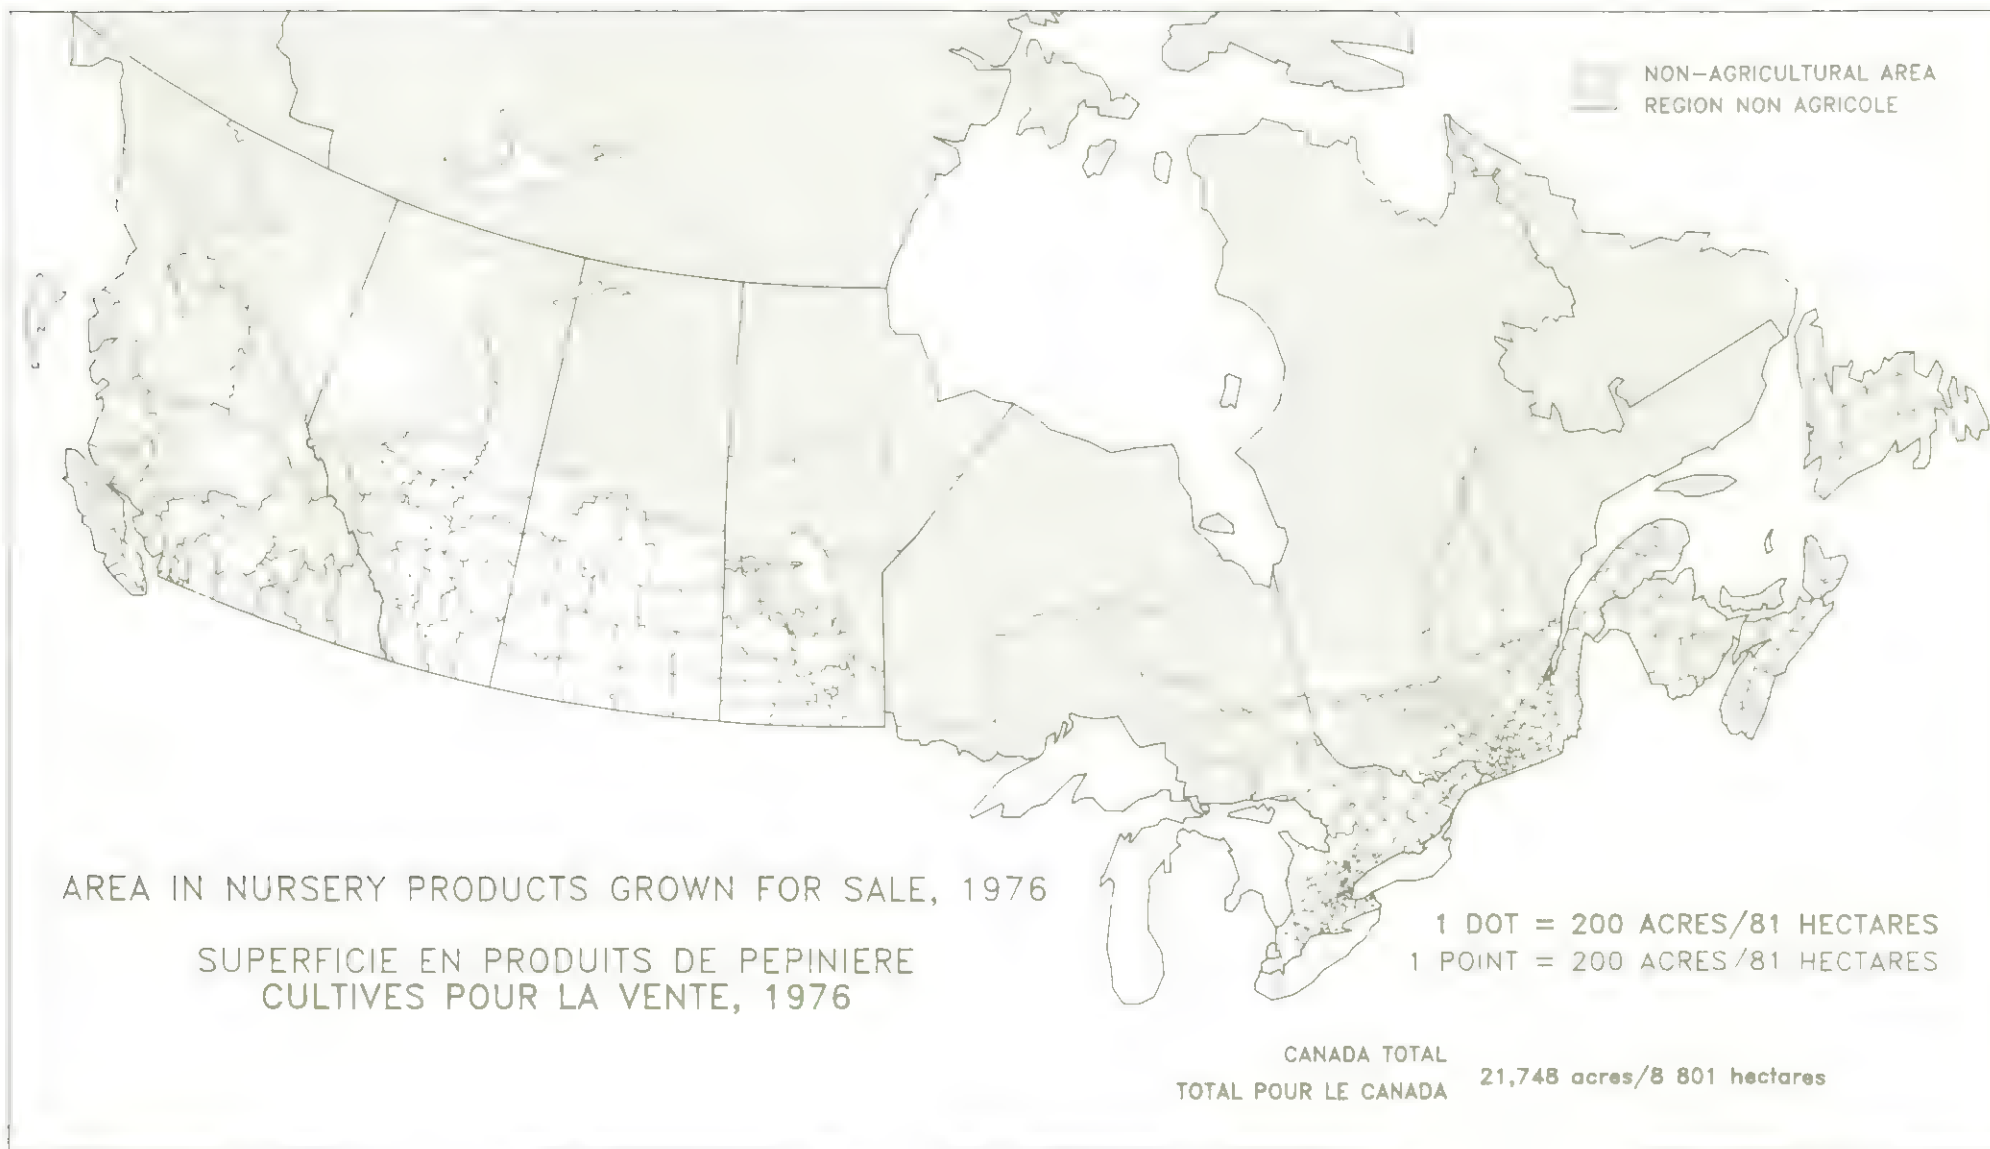 NON-AGRICULTURAL AREA
REGION NON AGRICOLE
AREA IN NURSERY PRODUCTS GROWN FOR SALE, 1976
SUPERFICIE EN PRODUITS DE PEPINIERE
CULTIVES POUR LA VENTE, 1976
1 DOT = 200 ACRES/81 HECTARES
1 POINT = 200 ACRES/81 HECTARES
CANADA TOTAL
TOTAL POUR LE CANADA
21,748 acres/8 801 hectares